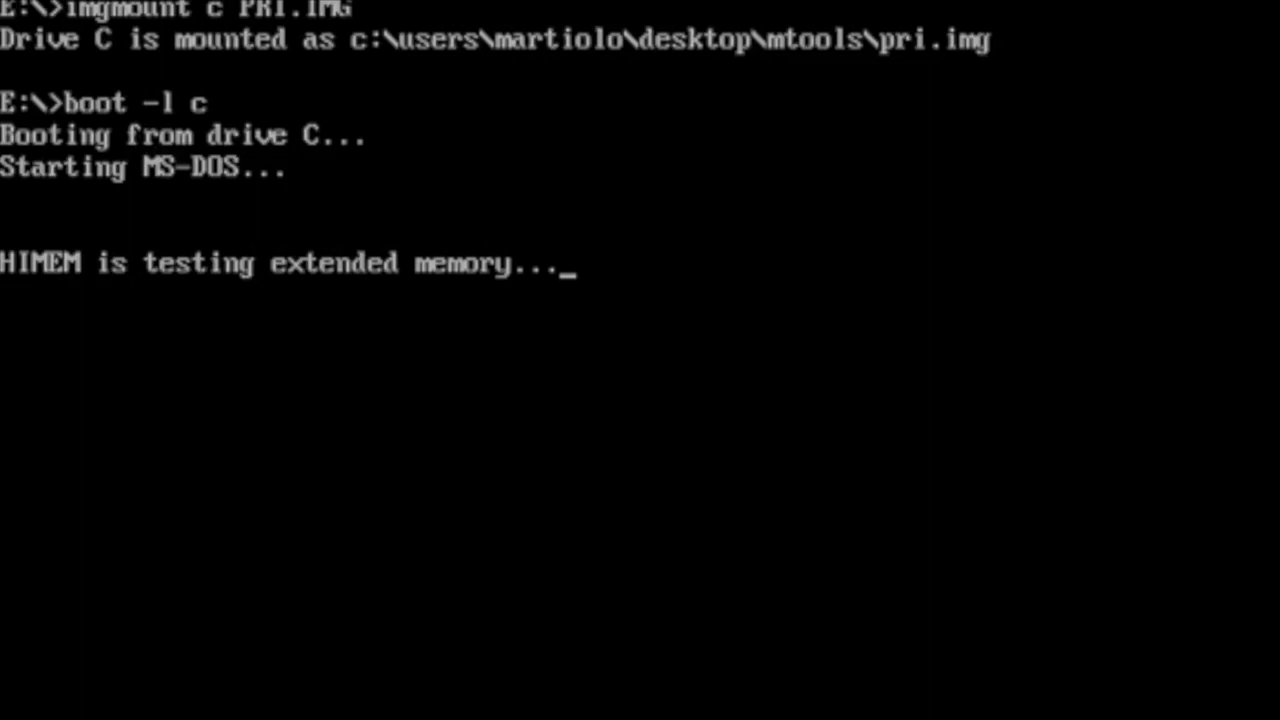 E:\>imgmount c PRI.IMG
Drive C is mounted as c:\users\martiolo\desktop\mtools\pri.img
E:\>boot -l c
Booting from drive C...
Starting MS-DOS...
HIMEM is testing extended memory..._